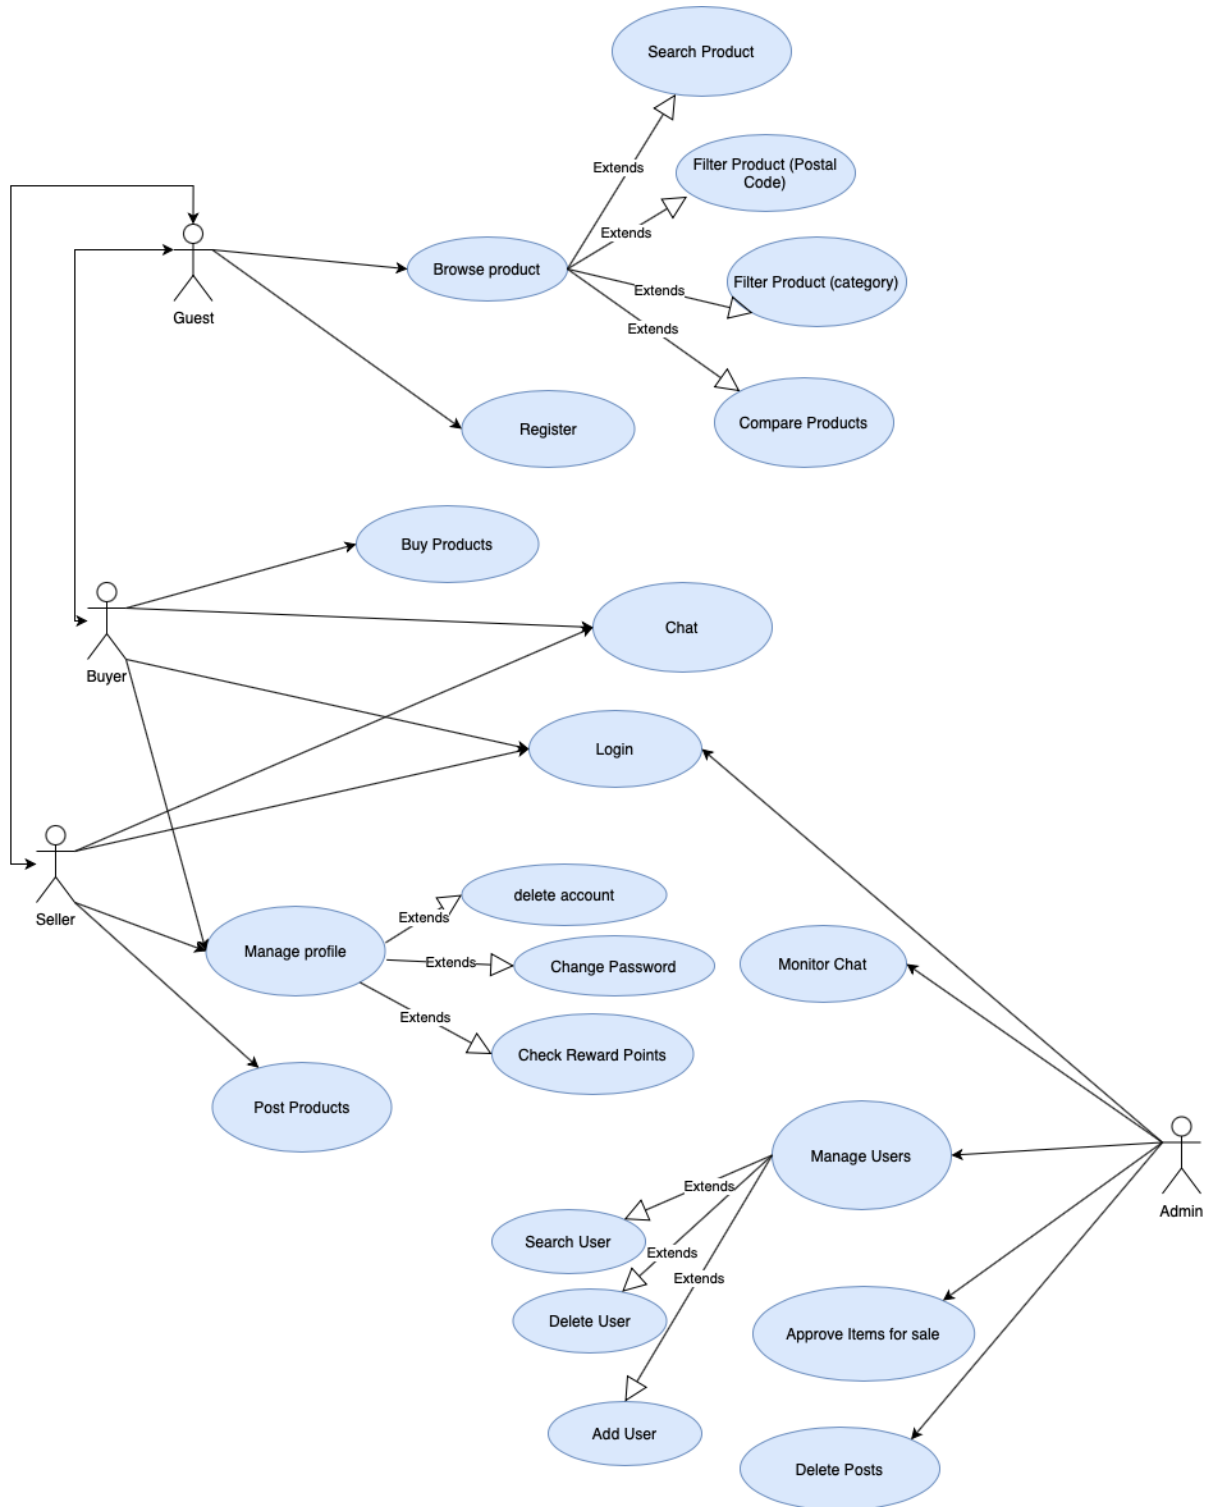 Search Product
Extends
Filter Product (Postal
Code)
Extends
Guest
Browse product
Extends
Filter Product (category)
Extends
Register
Compare Products
Buy Products
Chat
Buyer
Login
Seller
delete account
Extends
Manage profile
Extends
Change Password
Monitor Chat
Extends
Check Reward Points
Post Products
Manage Users
Admin
Extends
Search User
Extends
Extends
Delete User
Approve Items for sale
Add User
Delete Posts